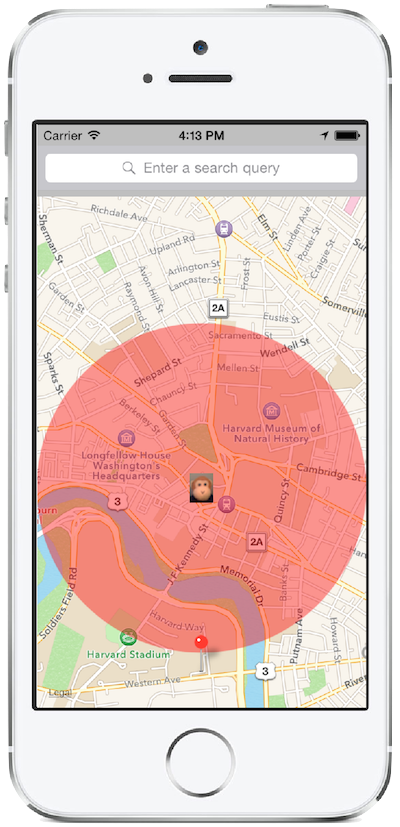 Carrier 4:13 PM
Enter a search query
Richdale Ave
Sherman St
Upland Rd
Elm St
Linden Ave
Porter St
Craigie St
Avon Hill St
Arlington St
Lancaster St
Frost St
Raymond St
Garden St
2A
Eustis St
Somerville
Sacramento St
Wendell St
Sparks St
Shepard St
Mellen St
Chauncy St
Berkeley St
Garden St
Harvard Museum of
Natural History
Longfellow House
Washington's
Headquarters
Cambridge St
3
Quincy St
2A
J F Kennedy St
Memorial Dr
Banks St
Soldiers Field Rd
Harvard Way
Putnam Ave
Howard St
Harvard Stadium
3
Western Ave
River
Legal